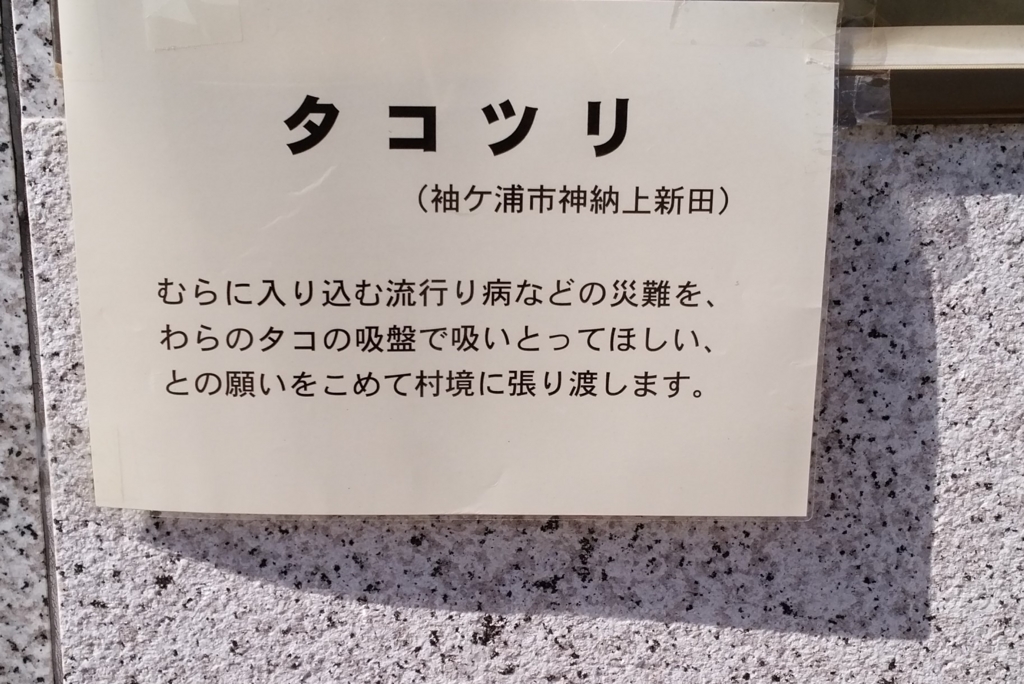 タコツリ
(袖ケ浦市神納上新田)
むらに入り込む流行り病などの災難を、
わらのタコの吸盤で吸いとってほしい、
との願いをこめて村境に張り渡します。